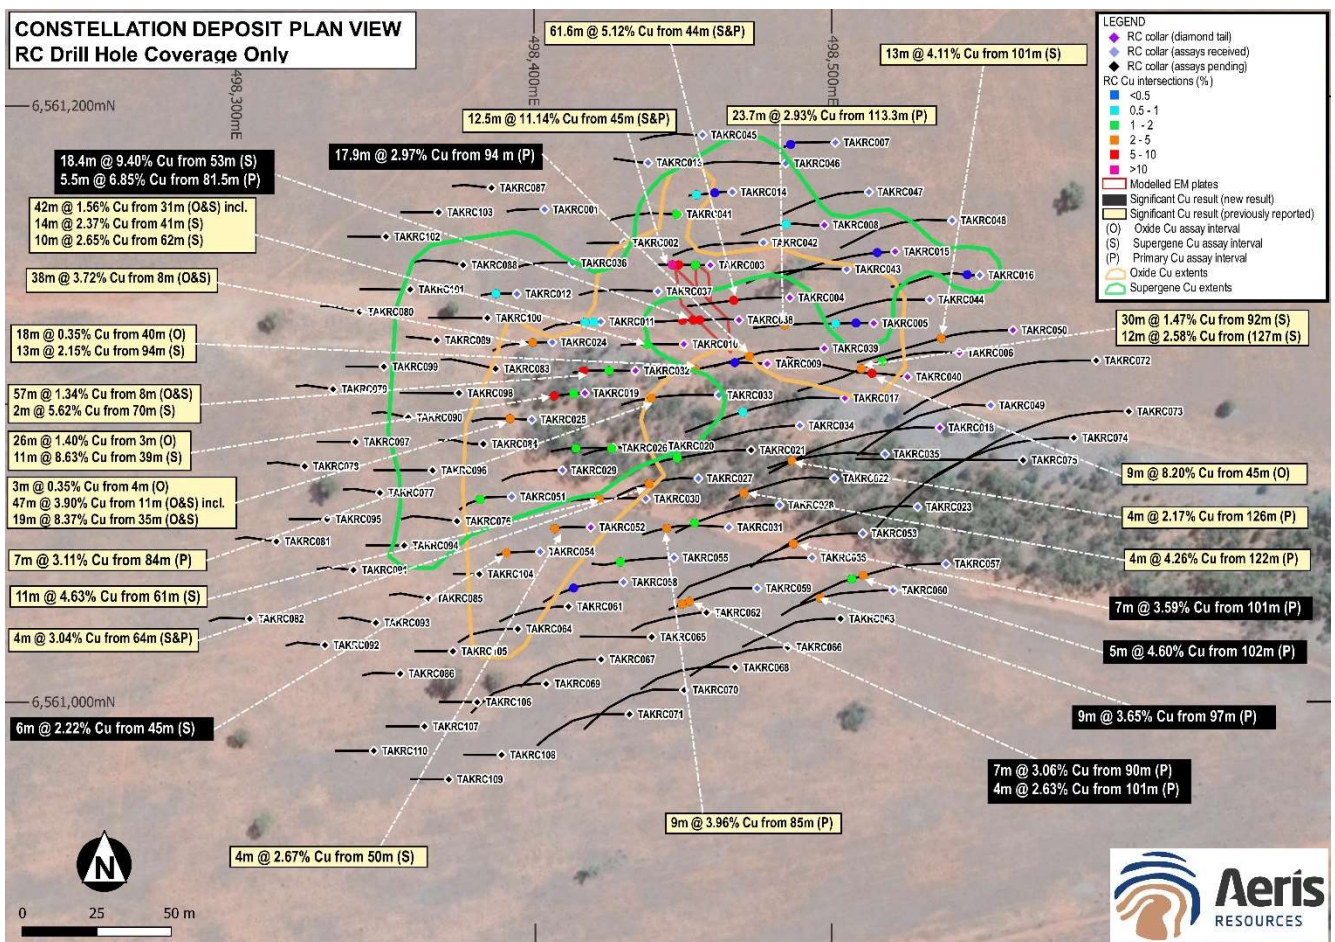 CONSTELLATION DEPOSIT PLAN VIEW
RC Drill Hole Coverage Only
498,300mE
498,400mE
498,500mE
6,561,200mN
6,561,000mN
61.6m @ 5.12% Cu from 44m (S&P)
13m @ 4.11% Cu from 101m (S)
12.5m @ 11.14% Cu from 45m (S&P)
23.7m @ 2.93% Cu from 113.3m (P)
17.9m @ 2.97% Cu from 94 m (P)
18.4m @ 9.40% Cu from 53m (S)
5.5m @ 6.85% Cu from 81.5m (P)
42m @ 1.56% Cu from 31m (O&S) incl.
14m @ 2.37% Cu from 41m (S)
10m @ 2.65% Cu from 62m (S)
38m @ 3.72% Cu from 8m (O&S)
18m @ 0.35% Cu from 40m (O)
13m @ 2.15% Cu from 94m (S)
57m @ 1.34% Cu from 8m (O&S)
2m @ 5.62% Cu from 70m (S)
26m @ 1.40% Cu from 3m (O)
11m @ 8.63% Cu from 39m (S)
3m @ 0.35% Cu from 4m (O)
47m @ 3.90% Cu from 11m (O&S) incl.
19m @ 8.37% Cu from 35m (O&S)
7m @ 3.11% Cu from 84m (P)
11m @ 4.63% Cu from 61m (S)
4m @ 3.04% Cu from 64m (S&P)
6m @ 2.22% Cu from 45m (S)
4m @ 2.67% Cu from 50m (S)
9m @ 3.96% Cu from 85m (P)
7m @ 3.06% Cu from 90m (P)
4m @ 2.63% Cu from 101m (P)
9m @ 3.65% Cu from 97m (P)
5m @ 4.60% Cu from 102m (P)
7m @ 3.59% Cu from 101m (P)
4m @ 4.26% Cu from 122m (P)
4m @ 2.17% Cu from 126m (P)
9m @ 8.20% Cu from 45m (O)
30m @ 1.47% Cu from 92m (S)
12m @ 2.58% Cu (127m (S)
LEGEND
RC collar (diamond tail)
RC collar (assays received)
RC collar (assays pending)
RC Cu intersections (%)
<0.5
0.5 - 1
1 - 2
2 - 5
5 - 10
>10
Modelled EM plates
Significant Cu result (new result)
Significant Cu result (previously reported)
(O) Oxide Cu assay interval
(S) Supergene Cu assay interval
(P) Primary Cu assay interval
Oxide Cu extents
Supergene Cu extents
TAKRC045
TAKRC007
TAKRC013
TAKRC046
TAKRC087
TAKRC014
TAKRC047
TAKRC103
TAKRC001
TAKRC041
TAKRC008
TAKRC048
TAKRC102
TAKRC002
TAKRC042
TAKRC015
TAKRC088
TAKRC036
TAKRC003
TAKRC043
TAKRC016
TAKRC101
TAKRC012
TAKRC037
TAKRC004
TAKRC044
TAKRC080
TAKRC100
TAKRC011
TAKRC038
TAKRC005
TAKRC050
TAKRC089
TAKRC024
TAKRC010
TAKRC039
TAKRC006
TAKRC072
TAKRC099
TAKRC083
TAKRC032
TAKRC009
TAKRC040
TAKRC079
TAKRC098
TAKRC019
TAKRC033
TAKRC017
TAKRC049
TAKRC073
TAKRC090
TAKRC025
TAKRC034
TAKRC018
TAKRC074
TAKRC097
TAKRC084
TAKRC026
TAKRC020
TAKRC021
TAKRC035
TAKRC075
TAKRC078
TAKRC096
TAKRC029
TAKRC027
TAKRC022
TAKRC077
TAKRC051
TAKRC030
TAKRC028
TAKRC023
TAKRC095
TAKRC076
TAKRC052
TAKRC031
TAKRC053
TAKRC081
TAKRC094
TAKRC054
TAKRC055
TAKRC056
TAKRC057
TAKRC091
TAKRC104
TAKRC058
TAKRC059
TAKRC060
TAKRC085
TAKRC061
TAKRC062
TAKRC063
TAKRC082
TAKRC093
TAKRC064
TAKRC065
TAKRC066
TAKRC092
TAKRC105
TAKRC067
TAKRC068
TAKRC086
TAKRC069
TAKRC070
TAKRC106
TAKRC071
TAKRC107
TAKRC110
TAKRC108
TAKRC109
N
0 25 50 m
Aeris
RESOURCES